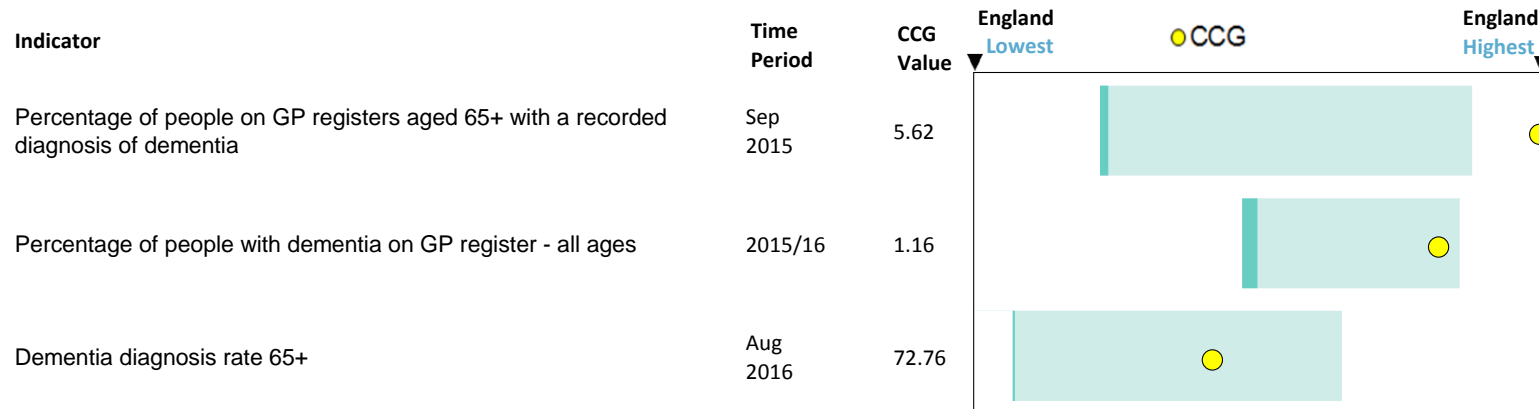 Indicator
Time
Period
CCG
Value
England
Lowest
CCG
England
Highest
Percentage of people on GP registers aged 65+ with a recorded
diagnosis of dementia
Sep
2015
5.62
Percentage of people with dementia on GP register - all ages
2015/16
1.16
Dementia diagnosis rate 65+
Aug
2016
72.76